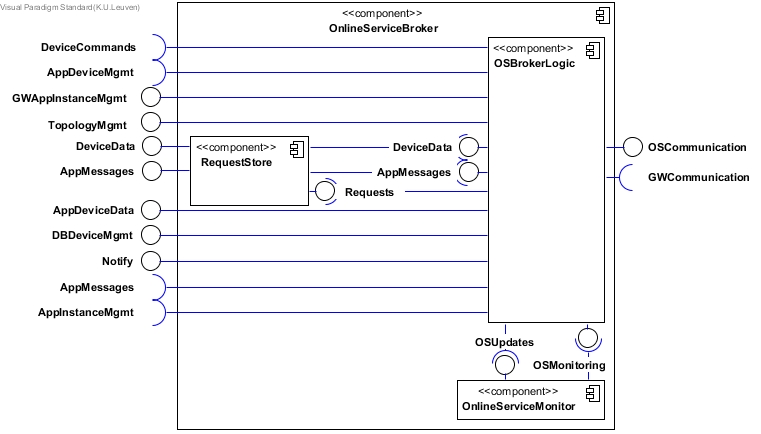 Visual Paradigm Standard(K.U.Leuven)
<<component>>
OnlineServiceBroker
DeviceCommands
AppDeviceMgmt
GWAppInstanceMgmt
TopologyMgmt
DeviceData
AppMessages
AppDeviceData
DBDeviceMgmt
Notify
AppMessages
AppInstanceMgmt
<<component>>
RequestStore
DeviceData
AppMessages
Requests
<<component>>
OSBrokerLogic
OSCommunication
GWCommunication
OSUpdates
OSMonitoring
<<component>>
OnlineServiceMonitor